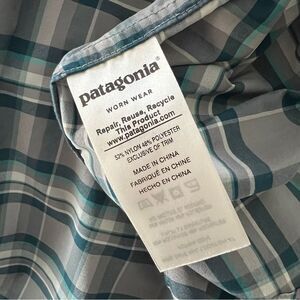 patagonia®
WORN WEAR
Repair, Reuse, Recycle
This Product
www.patagonia.com
52% NYLON 48% POLYESTER
EXCLUSIVE OF TRIM
MADE IN CHINA
FABRIQUÉ EN CHINE
HECHO EN CHINA